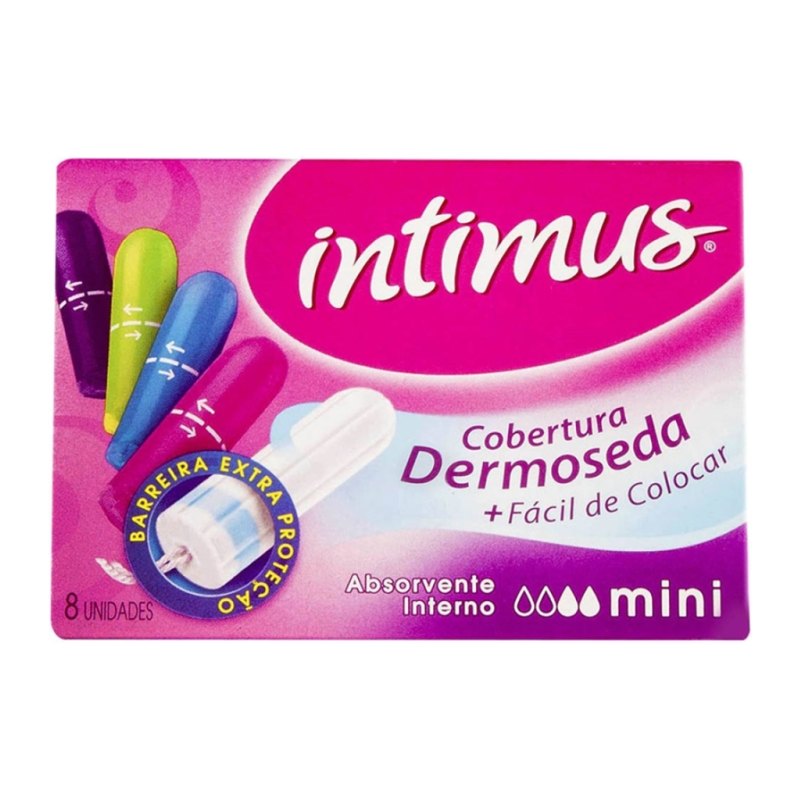 intimus®
Cobertura
Dermoseda
+Fácil de Colocar
BARREIRA EXTRA PROTEÇÃO
Absorvente
Interno
mini
8 UNIDADES